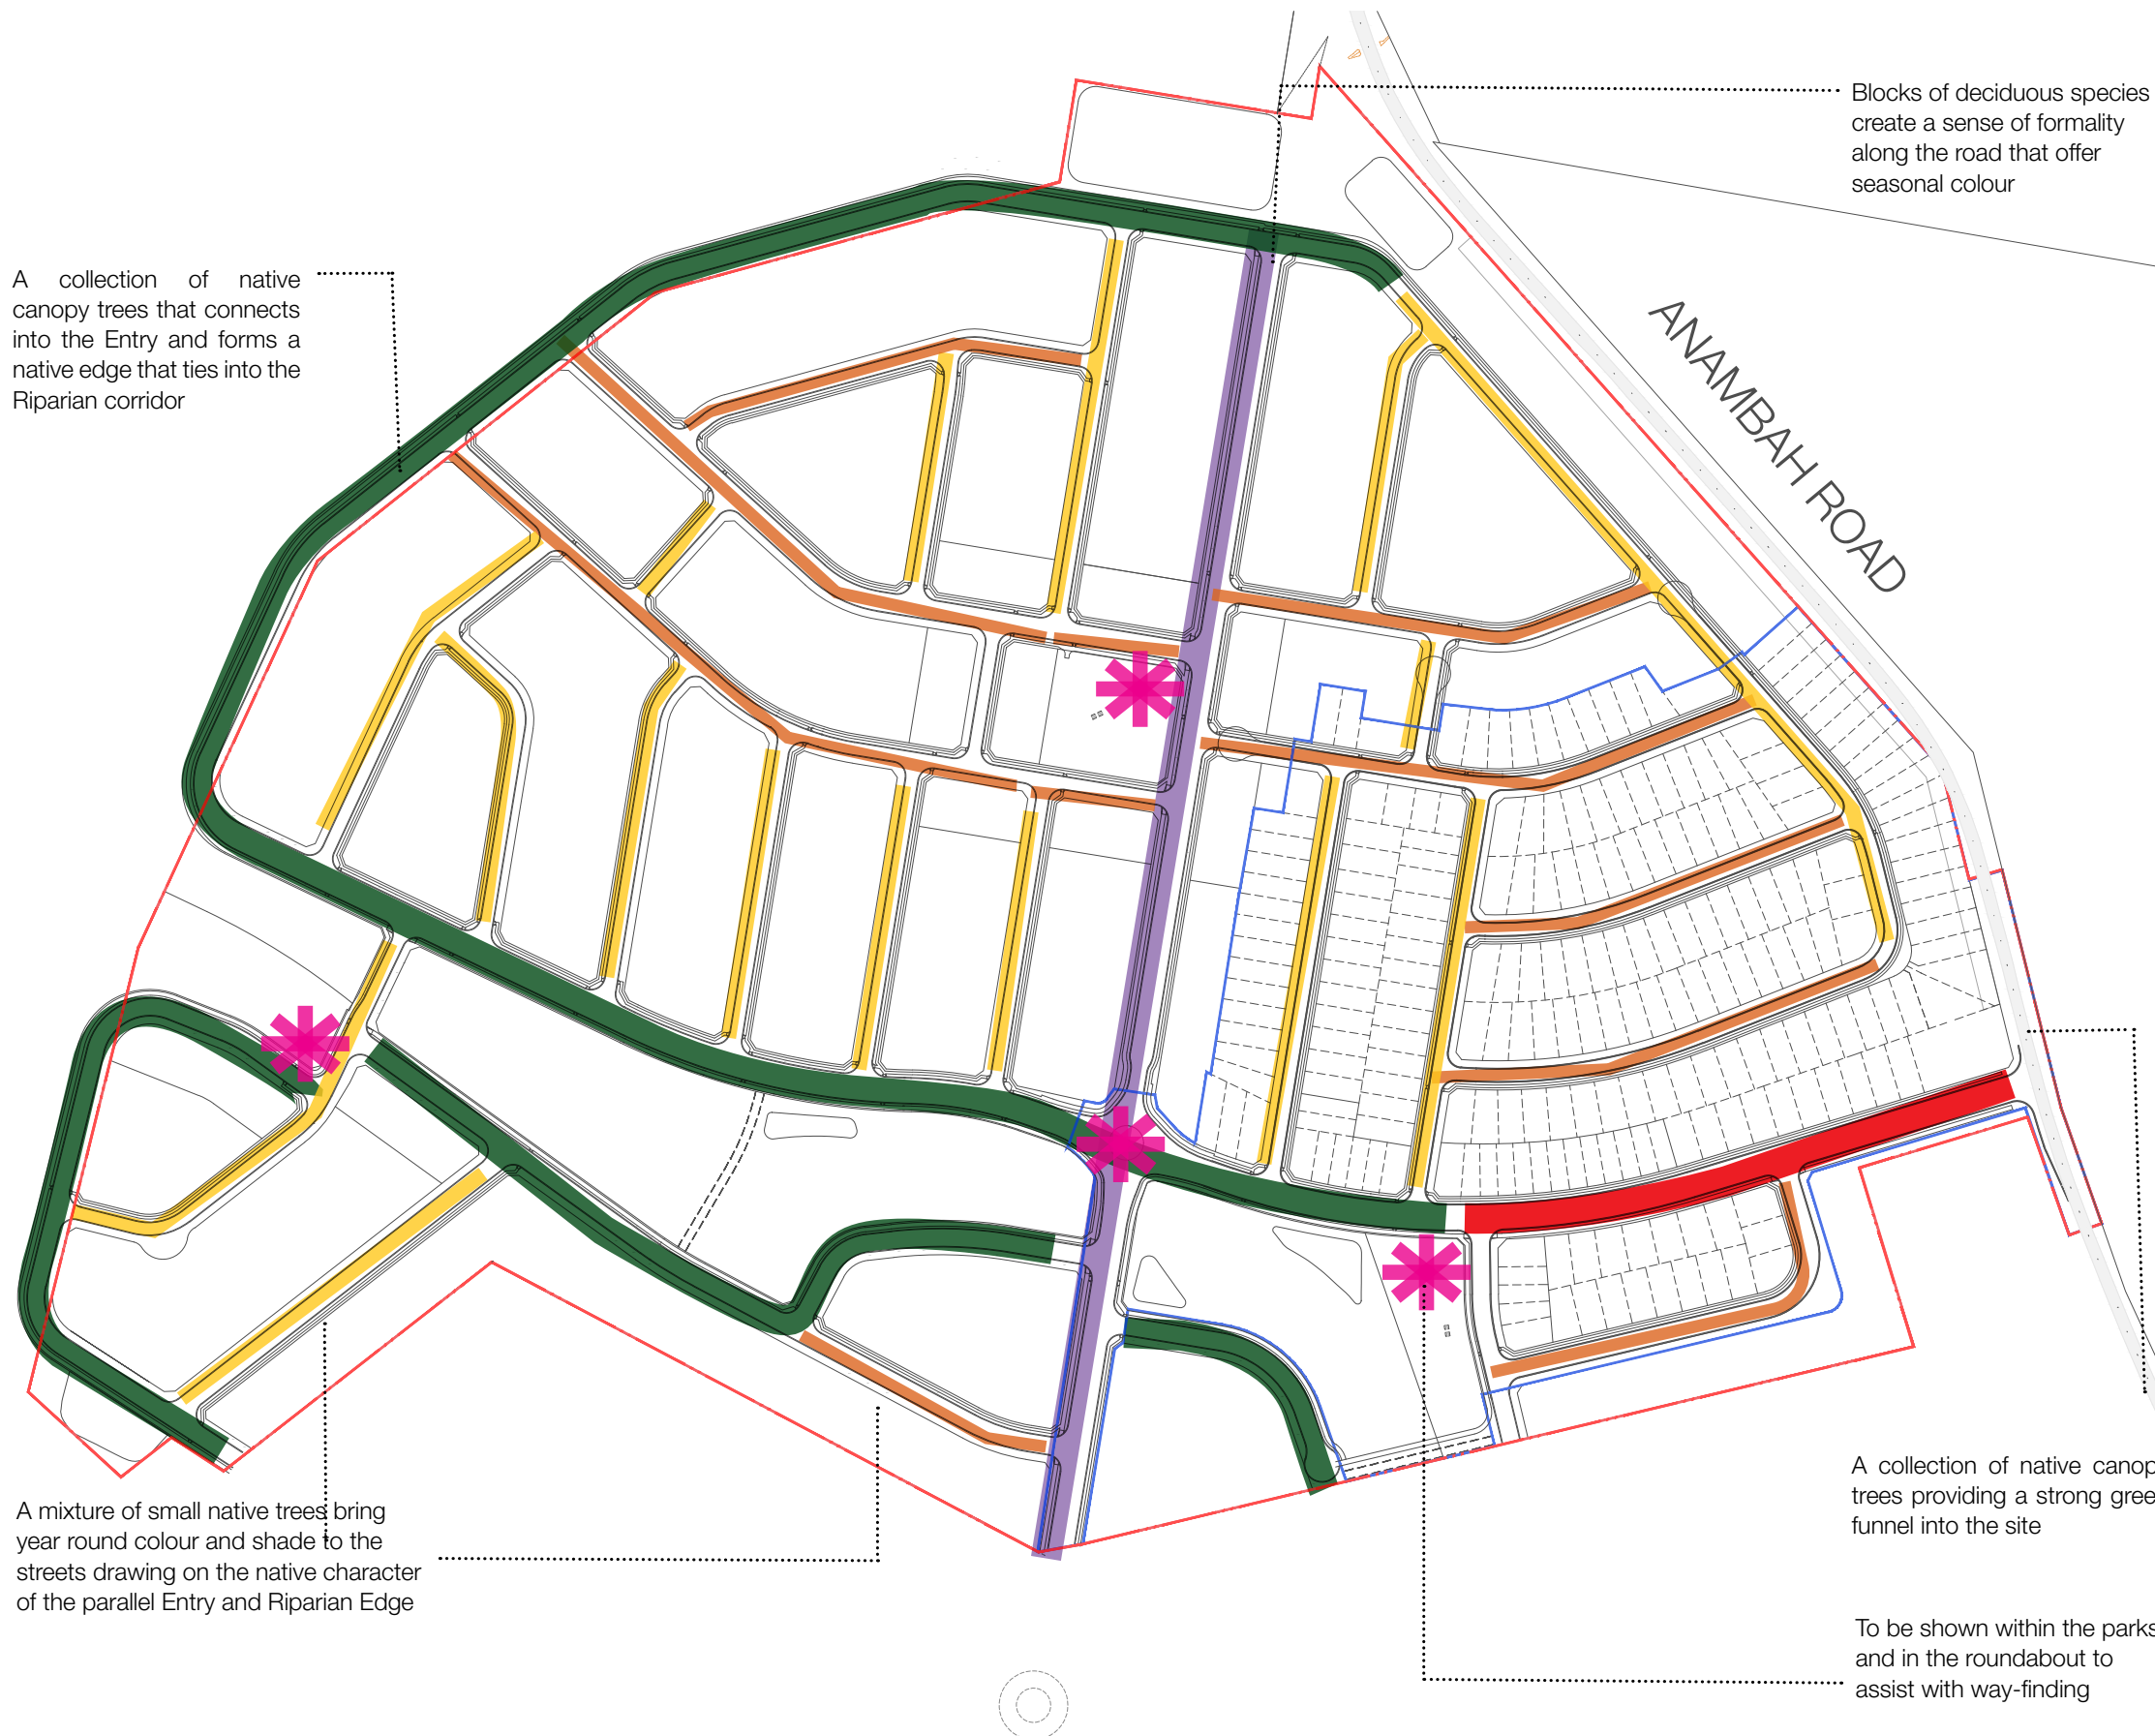 Blocks of deciduous species
create a sense of formality
along the road that offer
seasonal colour
A collection of native
canopy trees that connects
into the Entry and forms a
native edge that ties into the
Riparian corridor
ANAMBAH ROAD
A collection of native canop
trees providing a strong gree
funnel into the site
A mixture of small native trees bring
year round colour and shade to the
streets drawing on the native character
of the parallel Entry and Riparian Edge
To be shown within the parks
and in the roundabout to
assist with way-finding